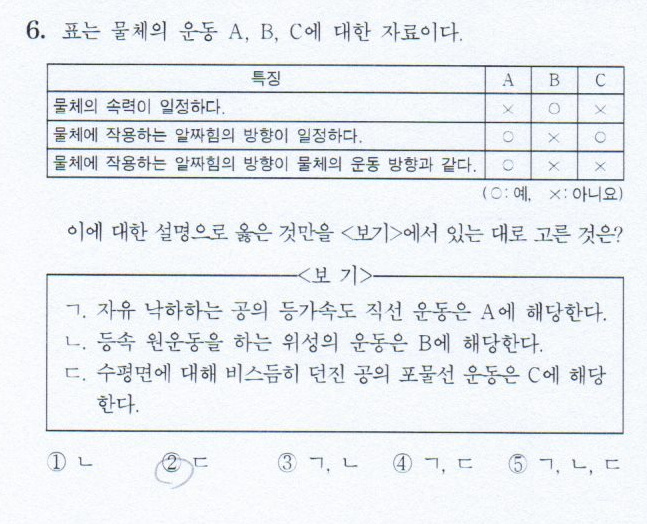 6. 표는 물체의 운동 A, B, C에 대한 자료이다.
특징 A B C
물체의 속력이 일정하다. × ○ ×
물체에 작용하는 알짜힘의 방향이 일정하다. ○ × ○
물체에 작용하는 알짜힘의 방향이 물체의 운동 방향과 같다. ○ × ×
(○: 예, ×: 아니요)
이에 대한 설명으로 옳은 것만을 <보기>에서 있는 대로 고른 것은?
<보 기>
ㄱ. 자유 낙하하는 공의 등가속도 직선 운동은 A에 해당한다.
ㄴ. 등속 원운동을 하는 위성의 운동은 B에 해당한다.
ㄷ. 수평면에 대해 비스듬히 던진 공의 포물선 운동은 C에 해당
한다.
① ㄴ ② ㄷ ③ ㄱ, ㄴ ④ ㄱ, ㄷ ⑤ ㄱ, ㄴ, ㄷ